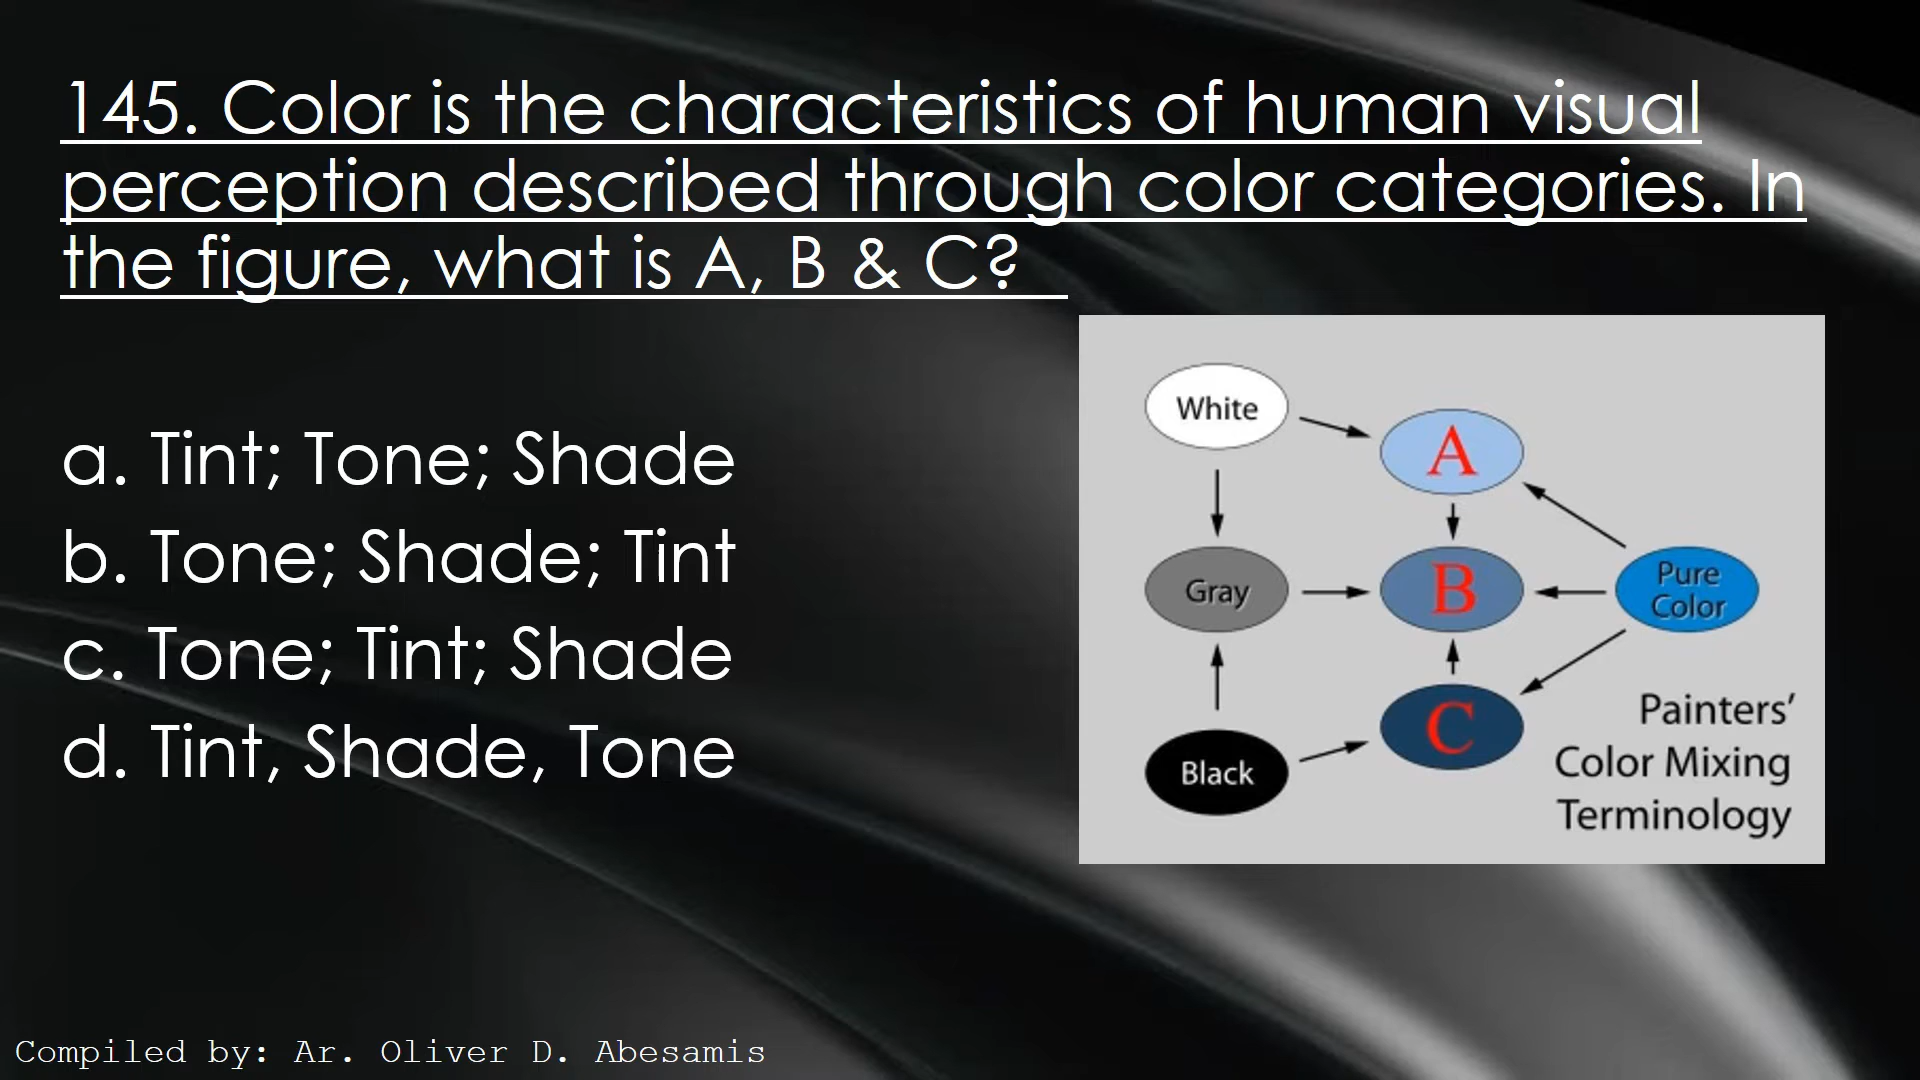 145. Color is the characteristics of human visual
perception described through color categories. In
the figure, what is A, B & C?
a. Tint; Tone; Shade
b. Tone; Shade; Tint
c. Tone; Tint; Shade
d. Tint, Shade, Tone
White
A
Gray
B
Pure
Color
Black
C
Painters’
Color Mixing
Terminology
Compiled by: Ar. Oliver D. Abesamis